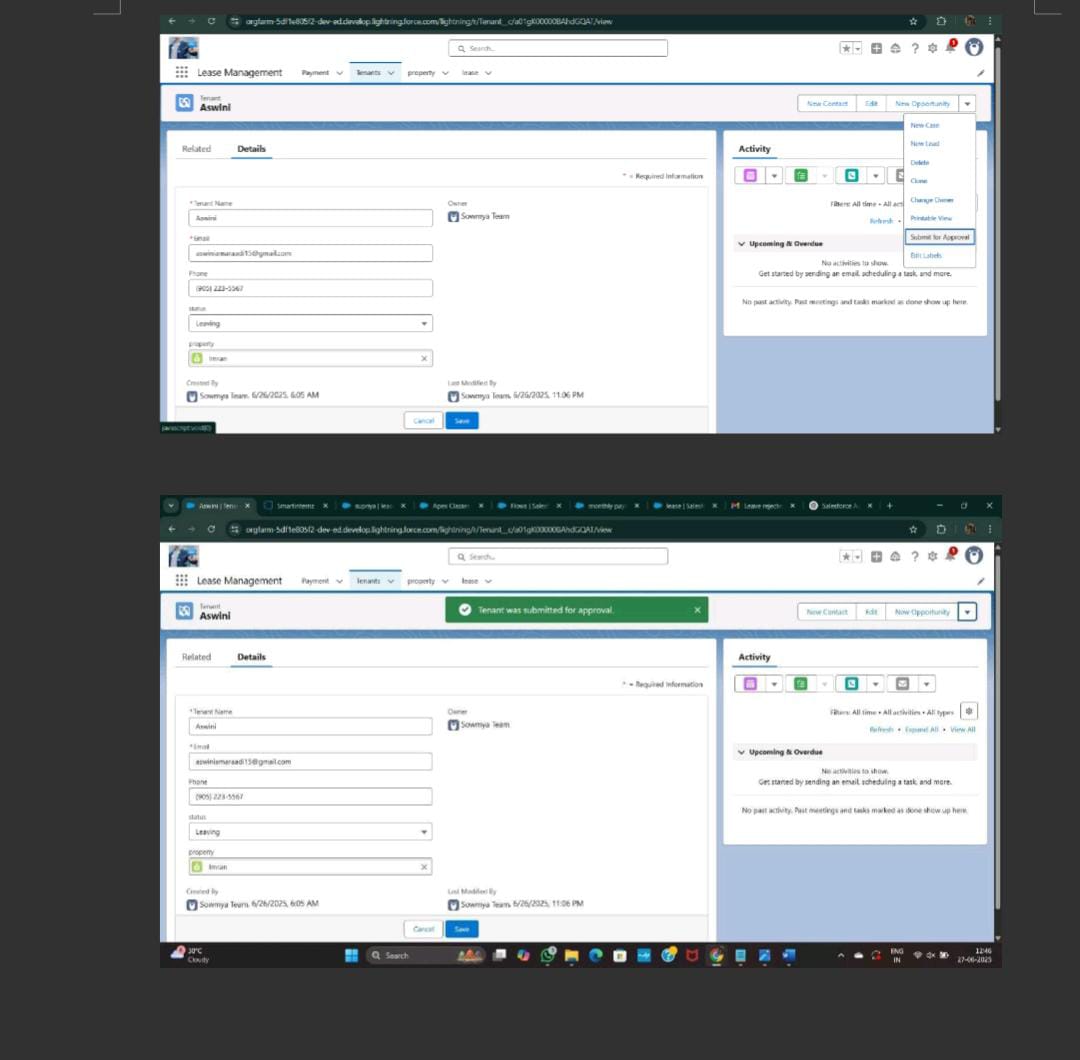 orgfarm-5df1e805f2-dev-ed.develop.lightning.force.com/lightning/r/Tenant__c/a01gK00000BAhdGQAT/view
Search...
Lease Management Payment Tenants property lease
Tenant
Aswini
New Contact Edit New Opportunity
New Case
New Lead
Delete
Clone
Change Owner
Printable View
Submit for Approval
Edit Labels
Related Details
* = Required Information
*Tenant Name
Aswini
Owner
Sowmya Team
*Email
aswiniamaraadi15@gmail.com
Phone
(905) 223-5567
status
Leaving
property
Imran
Created By
Sowmya Team, 6/26/2025, 6:05 AM
Last Modified By
Sowmya Team, 6/26/2025, 11:06 PM
Cancel Save
javascript:void(0)
Activity
Filters: All time • All acti
Refresh •
Upcoming & Overdue
No activities to show.
Get started by sending an email, scheduling a task, and more.
No past activity. Past meetings and tasks marked as done show up here.
Aswini | Tena Smartinternz supriya | leas Apex Classes Flows | Salesf monthly pay lease | Salesf Leave rejecti Salesforce A
orgfarm-5df1e805f2-dev-ed.develop.lightning.force.com/lightning/r/Tenant__c/a01gK00000BAhdGQAT/view
Search...
Lease Management Payment Tenants property lease
Tenant
Aswini
Tenant was submitted for approval.
New Contact Edit New Opportunity
Related Details
* = Required Information
*Tenant Name
Aswini
Owner
Sowmya Team
*Email
aswiniamaraadi15@gmail.com
Phone
(905) 223-5567
status
Leaving
property
Imran
Created By
Sowmya Team, 6/26/2025, 6:05 AM
Last Modified By
Sowmya Team, 6/26/2025, 11:06 PM
Cancel Save
Activity
Filters: All time • All activities • All types
Refresh • Expand All • View All
Upcoming & Overdue
No activities to show.
Get started by sending an email, scheduling a task, and more.
No past activity. Past meetings and tasks marked as done show up here.
30°C
Cloudy
Search
ENG
IN
12:46
27-06-2025